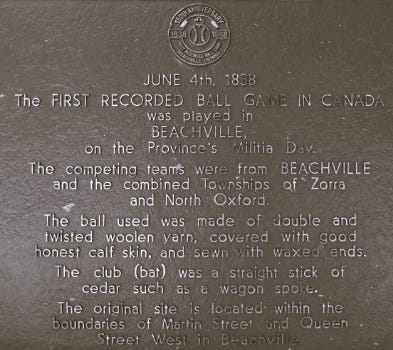 150th ANNIVERSARY
1838 1988
JUNE 4th, 1838
The FIRST RECORDED BALL GAME IN CANADA
was played in
BEACHVILLE,
on the Province's Militia Day.
The competing teams were from BEACHVILLE
and the combined Townships of Zorra
and North Oxford.
The ball used was made of double and
twisted woolen yarn, covered with good
honest calf skin, and sewn with waxed ends.
The club (bat) was a straight stick of
cedar such as a wagon spoke.
The original site is located within the
boundaries of Martin Street and Queen
Street West in Beachville.